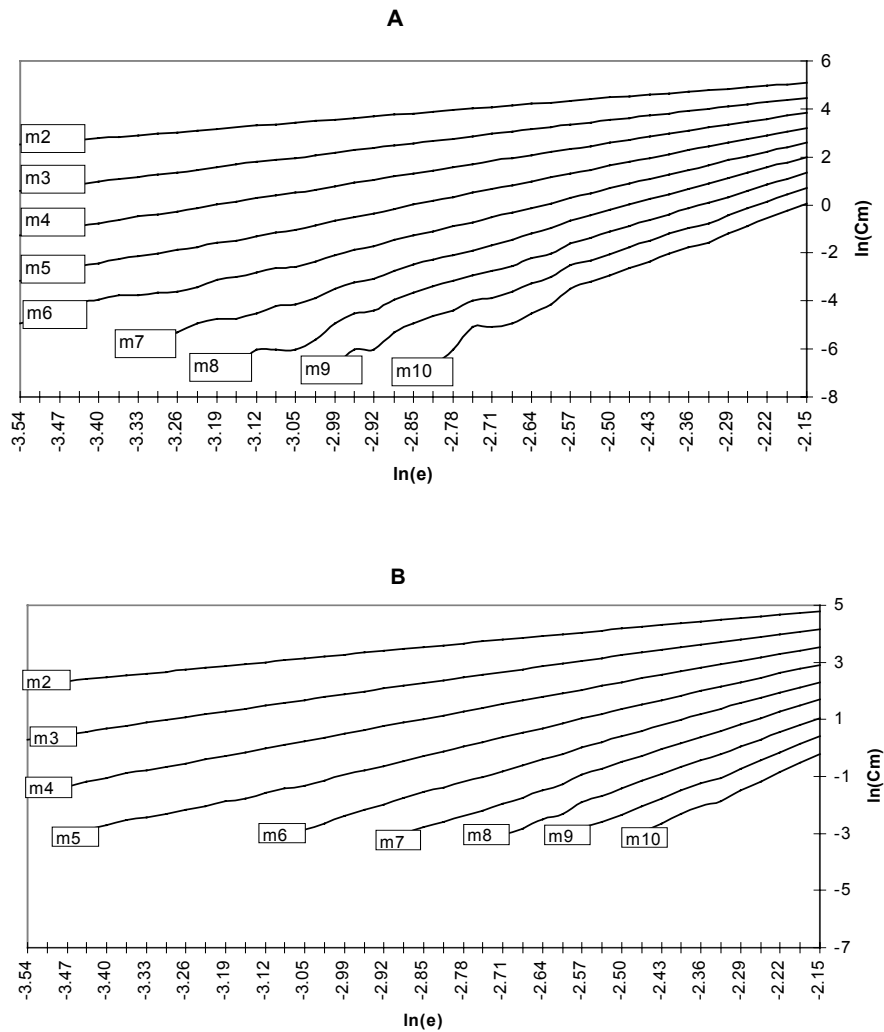 A
6
4
2
0
-2
-4
-6
-8
ln(Cm)
m2
m3
m4
m5
m6
m7
m8
m9
m10
-3.54
-3.47
-3.40
-3.33
-3.26
-3.19
-3.12
-3.05
-2.99
-2.92
-2.85
-2.78
-2.71
-2.64
-2.57
-2.50
-2.43
-2.36
-2.29
-2.22
-2.15
ln(e)
B
5
3
1
-1
-3
-5
-7
ln(Cm)
m2
m3
m4
m5
m6
m7
m8
m9
m10
-3.54
-3.47
-3.40
-3.33
-3.26
-3.19
-3.12
-3.05
-2.99
-2.92
-2.85
-2.78
-2.71
-2.64
-2.57
-2.50
-2.43
-2.36
-2.29
-2.22
-2.15
ln(e)